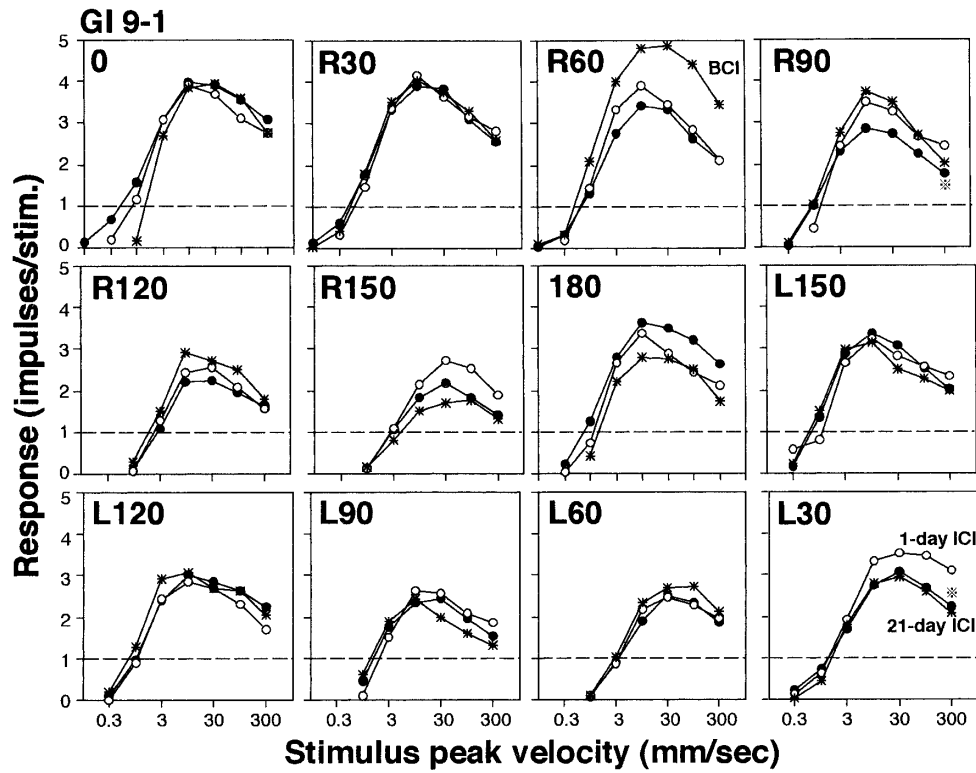 GI 9-1
0 R30 R60 BCI R90
5
4
3
2
1
0
R120 R150 180 L150
5
4
3
2
1
0
L120 L90 L60 L30
1-day ICI
21-day ICI
5
4
3
2
1
0
0.3 3 30 300 0.3 3 30 300 0.3 3 30 300 0.3 3 30 300
Response (impulses/stim.)
Stimulus peak velocity (mm/sec)